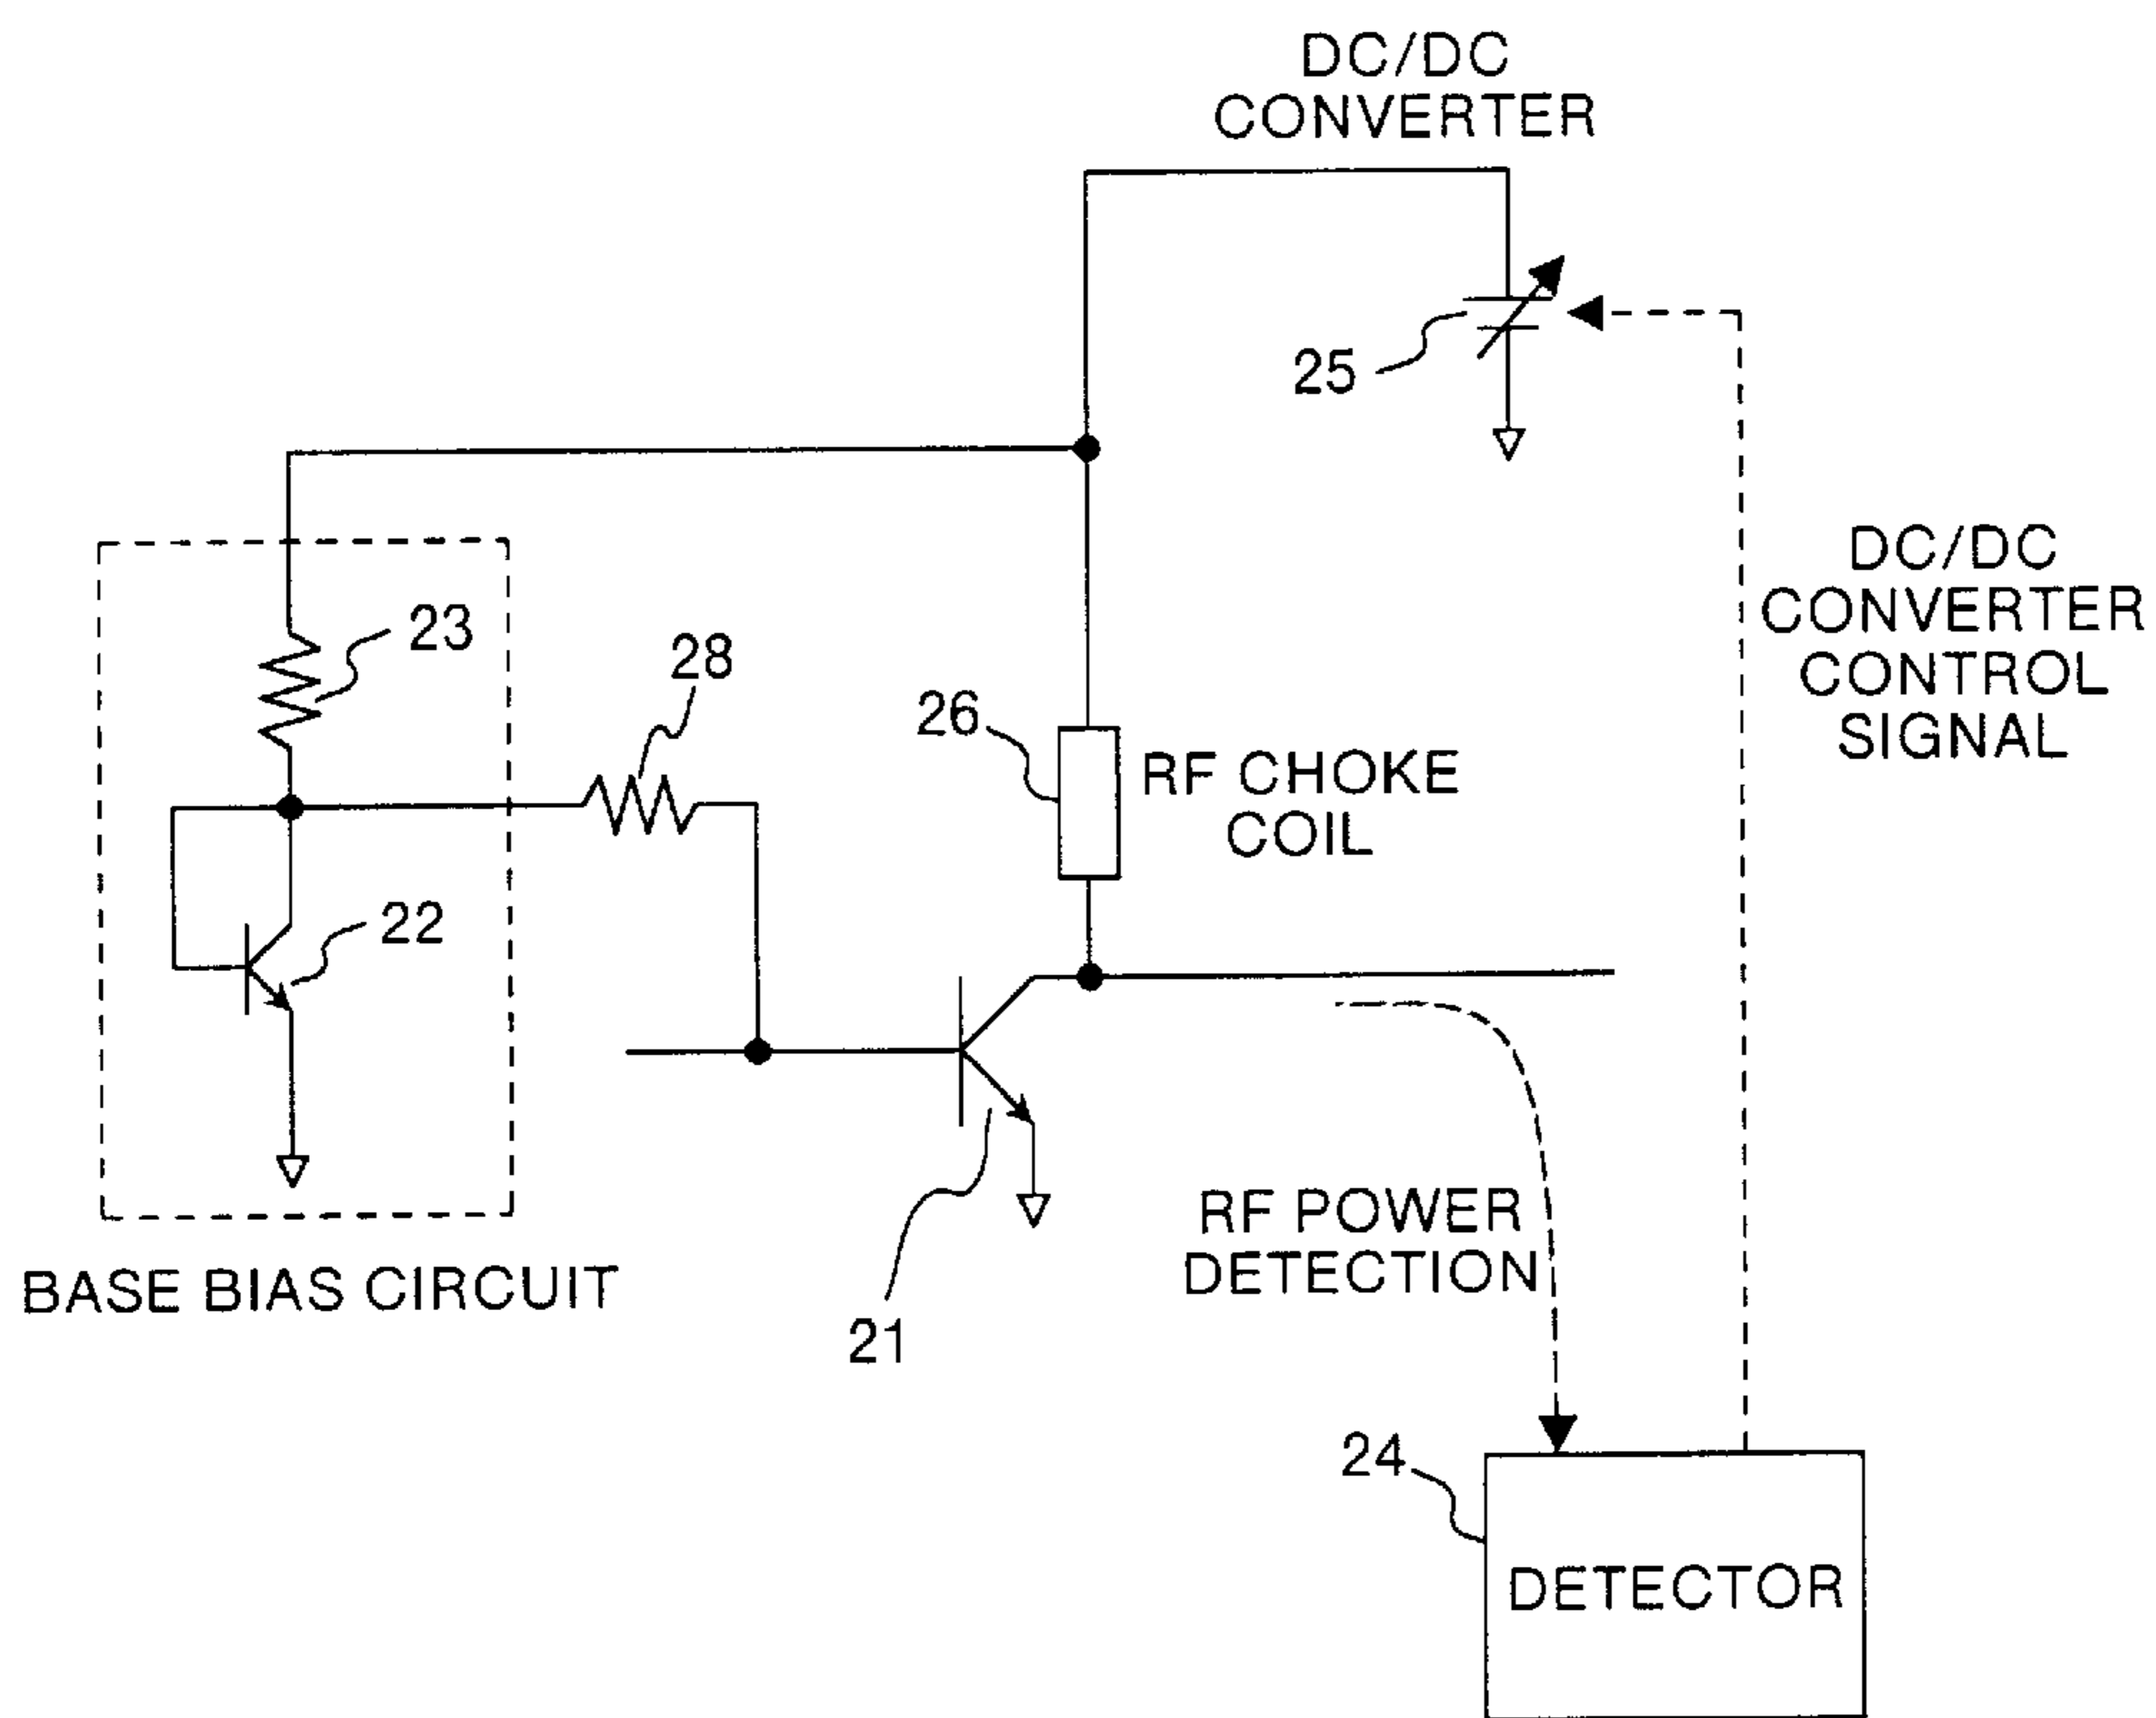 DC/DC
CONVERTER
25
DC/DC
CONVERTER
CONTROL
SIGNAL
23
28
26
RF CHOKE
COIL
22
RF POWER
DETECTION
BASE BIAS CIRCUIT
21
24
DETECTOR